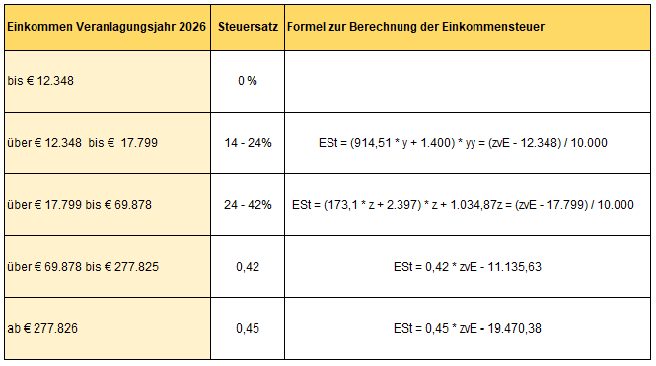 Einkommen Veranlagungsjahr 2026 Steuersatz Formel zur Berechnung der Einkommensteuer
bis € 12.348 0 %
über € 12.348 bis € 17.799 14 - 24% ESt = (914,51 * y + 1.400) * yy = (zvE - 12.348) / 10.000
über € 17.799 bis € 69.878 24 - 42% ESt = (173,1 * z + 2.397) * z + 1.034,87z = (zvE - 17.799) / 10.000
über € 69.878 bis € 277.825 0,42 ESt = 0,42 * zvE - 11.135,63
ab € 277.826 0,45 ESt = 0,45 * zvE - 19.470,38